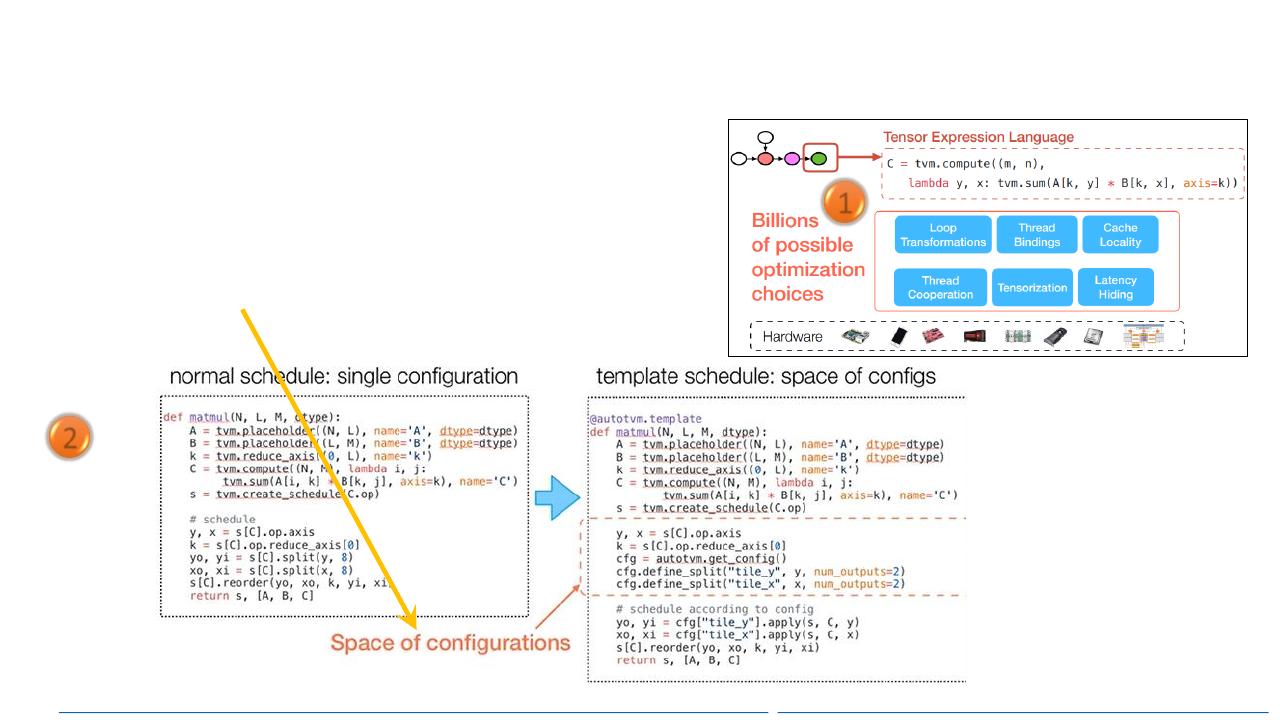 Tensor Expression Language
C = tvm.compute((m, n),
lambda y, x: tvm.sum(A[k, y] * B[k, x], axis=k))
1
Billions
of possible
optimization
choices
Loop
Transformations
Thread
Bindings
Cache
Locality
Thread
Cooperation
Tensorization
Latency
Hiding
Hardware
2
normal schedule: single configuration
def matmul(N, L, M, dtype):
A = tvm.placeholder((N, L), name='A', dtype=dtype)
B = tvm.placeholder((L, M), name='B', dtype=dtype)
k = tvm.reduce_axis((0, L), name='k')
C = tvm.compute((N, M), lambda i, j:
tvm.sum(A[i, k] * B[k, j], axis=k), name='C')
s = tvm.create_schedule(C.op)
# schedule
y, x = s[C].op.axis
k = s[C].op.reduce_axis[0]
yo, yi = s[C].split(y, 8)
xo, xi = s[C].split(x, 8)
s[C].reorder(yo, xo, k, yi, xi)
return s, [A, B, C]
Space of configurations
template schedule: space of configs
@autotvm.template
def matmul(N, L, M, dtype):
A = tvm.placeholder((N, L), name='A', dtype=dtype)
B = tvm.placeholder((L, M), name='B', dtype=dtype)
k = tvm.reduce_axis((0, L), name='k')
C = tvm.compute((N, M), lambda i, j:
tvm.sum(A[i, k] * B[k, j], axis=k), name='C')
s = tvm.create_schedule(C.op)
y, x = s[C].op.axis
k = s[C].op.reduce_axis[0]
cfg = autotvm.get_config()
cfg.define_split("tile_y", y, num_outputs=2)
cfg.define_split("tile_x", x, num_outputs=2)
# schedule according to config
yo, yi = cfg["tile_y"].apply(s, C, y)
xo, xi = cfg["tile_x"].apply(s, C, x)
s[C].reorder(yo, xo, k, yi, xi)
return s, [A, B, C]